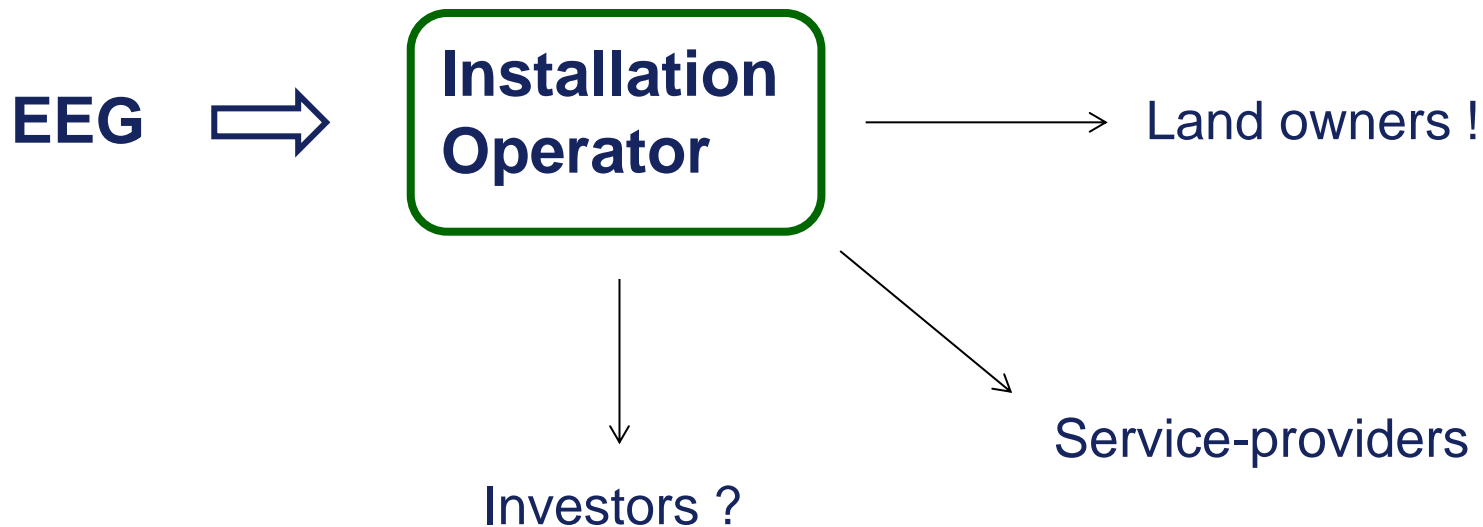 EEG
Installation
Operator
Land owners !
Service-providers
Investors ?